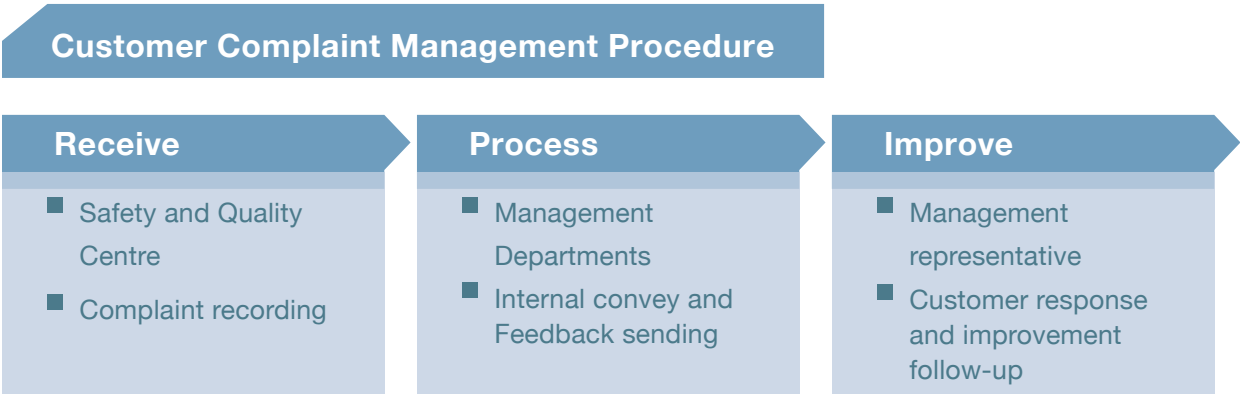 Customer Complaint Management Procedure
Receive
Safety and Quality
Centre
Complaint recording
Process
Management
Departments
Internal convey and
Feedback sending
Improve
Management
representative
Customer response
and improvement
follow-up